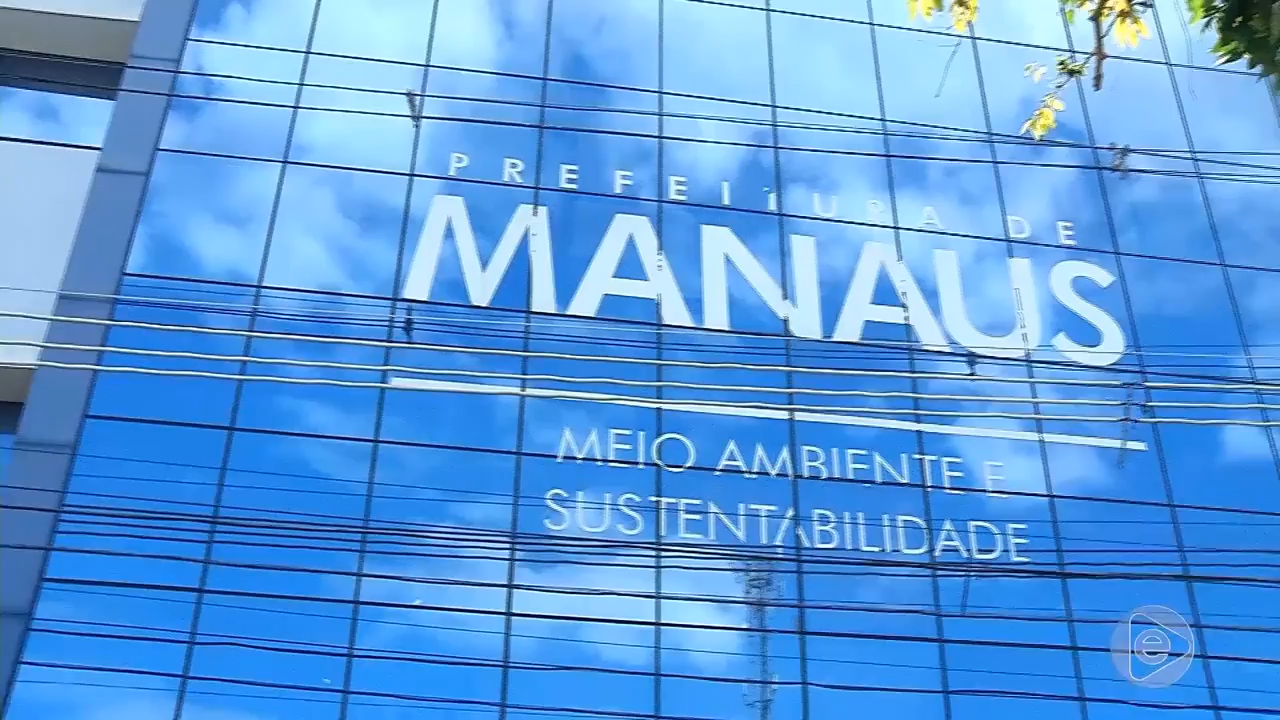 PREFEITURA DE
MANAUS
MEIO AMBIENTE E
SUSTENTABILIDADE
e